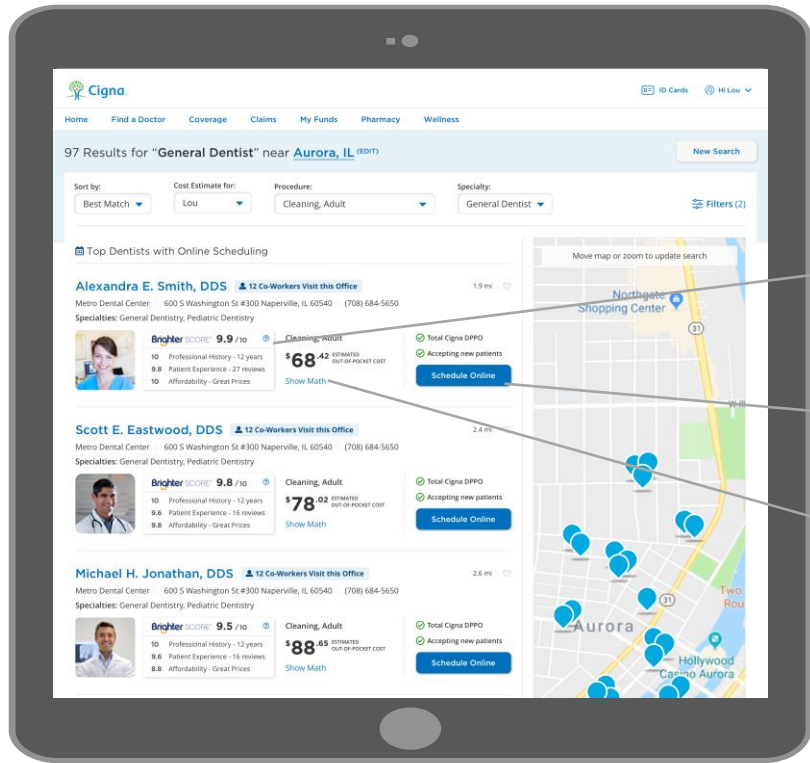 Cigna.
ID Cards Hi Lou
Home Find a Doctor Coverage Claims My Funds Pharmacy Wellness
97 Results for “General Dentist” near Aurora, IL (EDIT)
New Search
Sort by: Cost Estimate for: Procedure: Specialty:
Best Match Lou Cleaning, Adult General Dentist Filters (2)
Top Dentists with Online Scheduling
Alexandra E. Smith, DDS 12 Co-Workers Visit this Office 1.9 mi
Metro Dental Center 600 S Washington St #300 Naperville, IL 60540 (708) 684-5650
Specialties: General Dentistry, Pediatric Dentistry
Brighter SCORE™ 9.9 /10
10 Professional History - 12 years
9.8 Patient Experience - 27 reviews
10 Affordability - Great Prices
Cleaning, Adult
$68.42 ESTIMATED OUT-OF-POCKET COST
Show Math
Total Cigna DPPO
Accepting new patients
Schedule Online
Scott E. Eastwood, DDS 12 Co-Workers Visit this Office 2.4 mi
Metro Dental Center 600 S Washington St #300 Naperville, IL 60540 (708) 684-5650
Specialties: General Dentistry, Pediatric Dentistry
Brighter SCORE™ 9.8 /10
10 Professional History - 12 years
9.6 Patient Experience - 16 reviews
9.8 Affordability - Great Prices
Cleaning, Adult
$78.02 ESTIMATED OUT-OF-POCKET COST
Show Math
Total Cigna DPPO
Accepting new patients
Schedule Online
Michael H. Jonathan, DDS 12 Co-Workers Visit this Office 2.6 mi
Metro Dental Center 600 S Washington St #300 Naperville, IL 60540 (708) 684-5650
Specialties: General Dentistry, Pediatric Dentistry
Brighter SCORE™ 9.5 /10
10 Professional History - 12 years
9.6 Patient Experience - 16 reviews
8.8 Affordability - Great Prices
Cleaning, Adult
$88.65 ESTIMATED OUT-OF-POCKET COST
Show Math
Total Cigna DPPO
Accepting new patients
Schedule Online
Move map or zoom to update search
Northgate
Shopping Center
31
W Ill
Two
Rou
31
Aurora
Hollywood
Casino Aurora